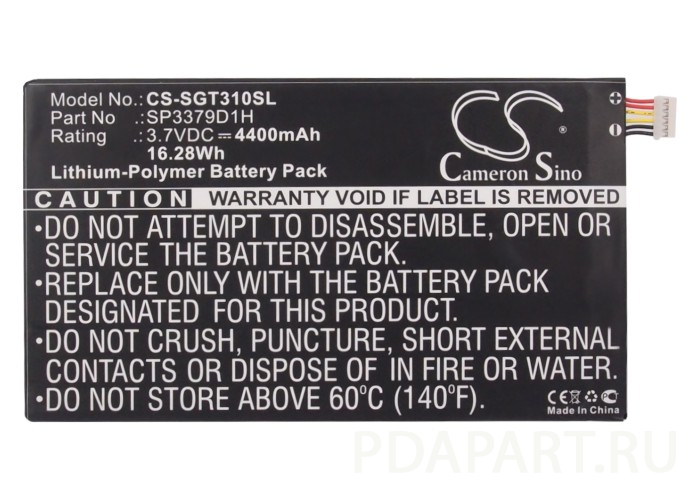 Model No.: CS-SGT310SL
Part No :SP3379D1H
Rating :3.7VDC⎓4400mAh
16.28Wh
Lithium-Polymer Battery Pack
CS
Cameron Sino
CAUTION WARRANTY VOID IF LABEL IS REMOVED
•DO NOT ATTEMPT TO DISASSEMBLE, OPEN OR
SERVICE THE BATTERY PACK.
•REPLACE ONLY WITH THE BATTERY PACK
DESIGNATED FOR THIS PRODUCT.
•DO NOT CRUSH, PUNCTURE, SHORT EXTERNAL
CONTACTS OR DISPOSE OF IN FIRE OR WATER.
•DO NOT STORE ABOVE 60°C (140°F).
CE
Made In China
PDAPART.RU